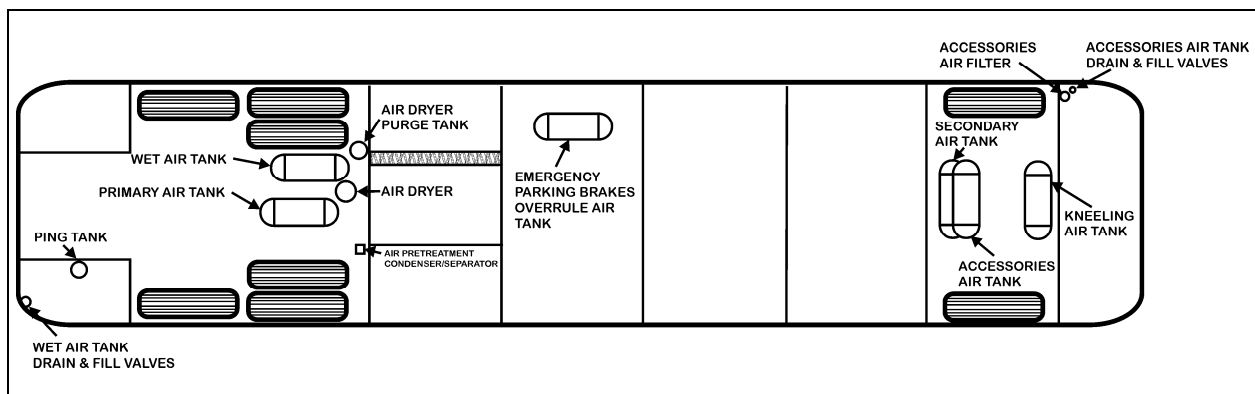 ACCESSORIES
AIR FILTER
ACCESSORIES AIR TANK
DRAIN & FILL VALVES
AIR DRYER
PURGE TANK
WET AIR TANK
PRIMARY AIR TANK
AIR DRYER
PING TANK
AIR PRETREATMENT
CONDENSER/SEPARATOR
WET AIR TANK
DRAIN & FILL VALVES
EMERGENCY
PARKING BRAKES
OVERRULE AIR
TANK
SECONDARY
AIR TANK
KNEELING
AIR TANK
ACCESSORIES
AIR TANK